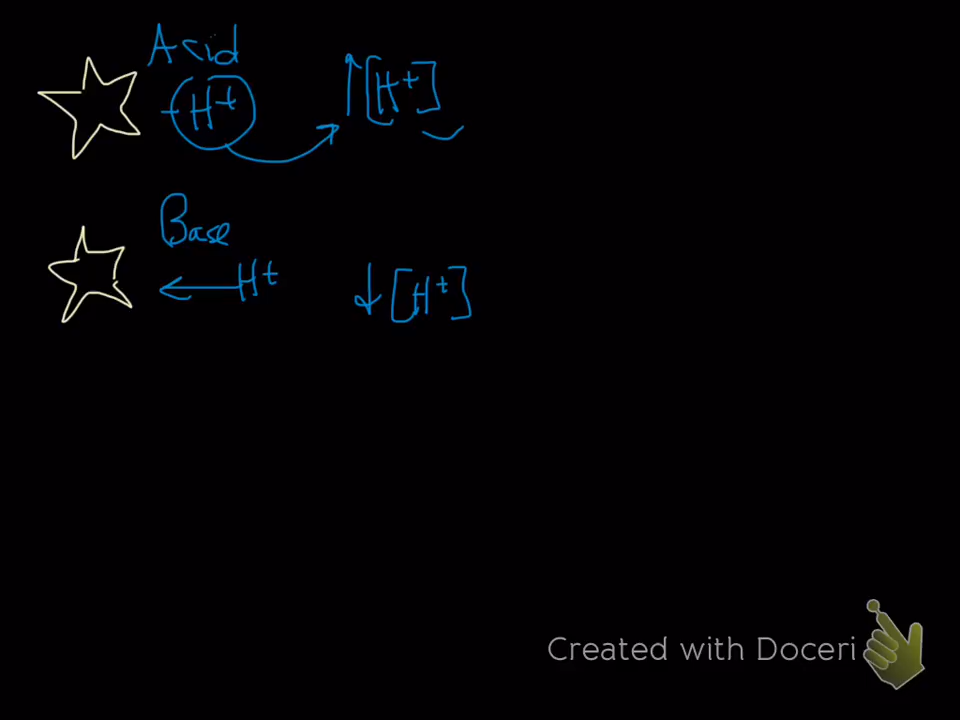 Acid
-H+ ↑[H+]
Base
←H+ ↓[H+]
Created with Doceri